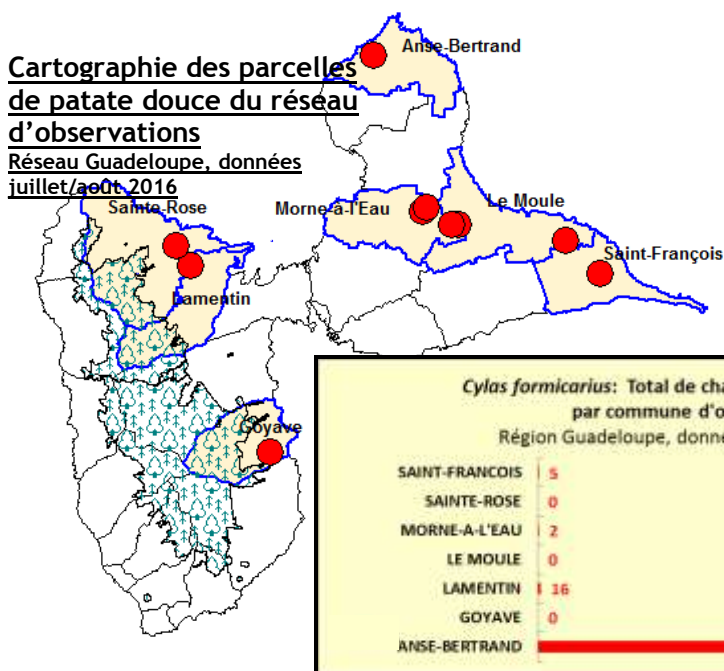 Cartographie des parcelles
de patate douce du réseau
d'observations
Réseau Guadeloupe, données
juillet/août 2016
Anse-Bertrand
Sainte-Rose
Morne-à-l'Eau
Le Moule
Saint-François
Lamentin
Goyave
Cylas formicarius: Total de cha
par commune d'o
Région Guadeloupe, donné
SAINT-FRANCOIS 5
SAINTE-ROSE 0
MORNE-A-L'EAU 2
LE MOULE 0
LAMENTIN 16
GOYAVE 0
ANSE-BERTRAND